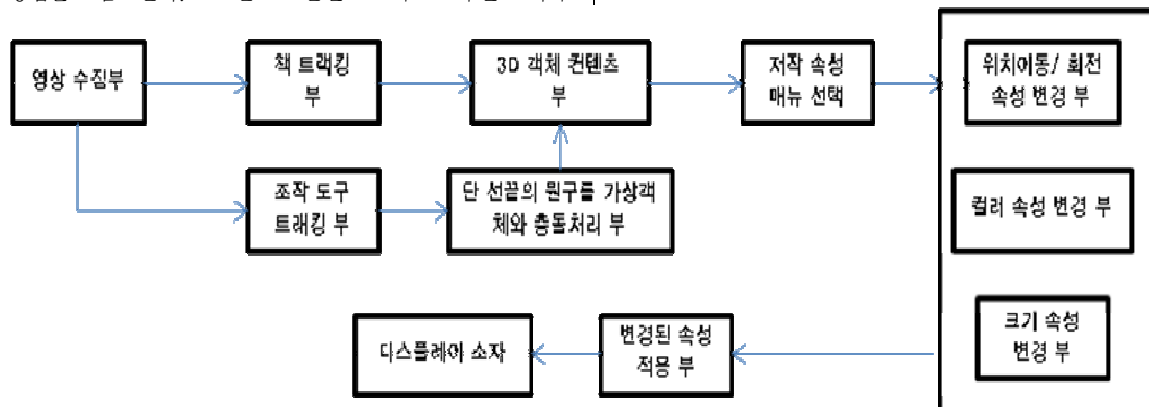 영상 수집부
책 트래킹
부
3D 객체 컨텐츠
부
저작 속성
매뉴 선택
위치이동/ 회전
속성 변경 부
조작 도구
트래킹 부
단 선끝의 원구를 가상객
체와 충돌처리 부
컬러 속성 변경 부
크기 속성
변경 부
변경된 속성
적용 부
디스플레이 소자